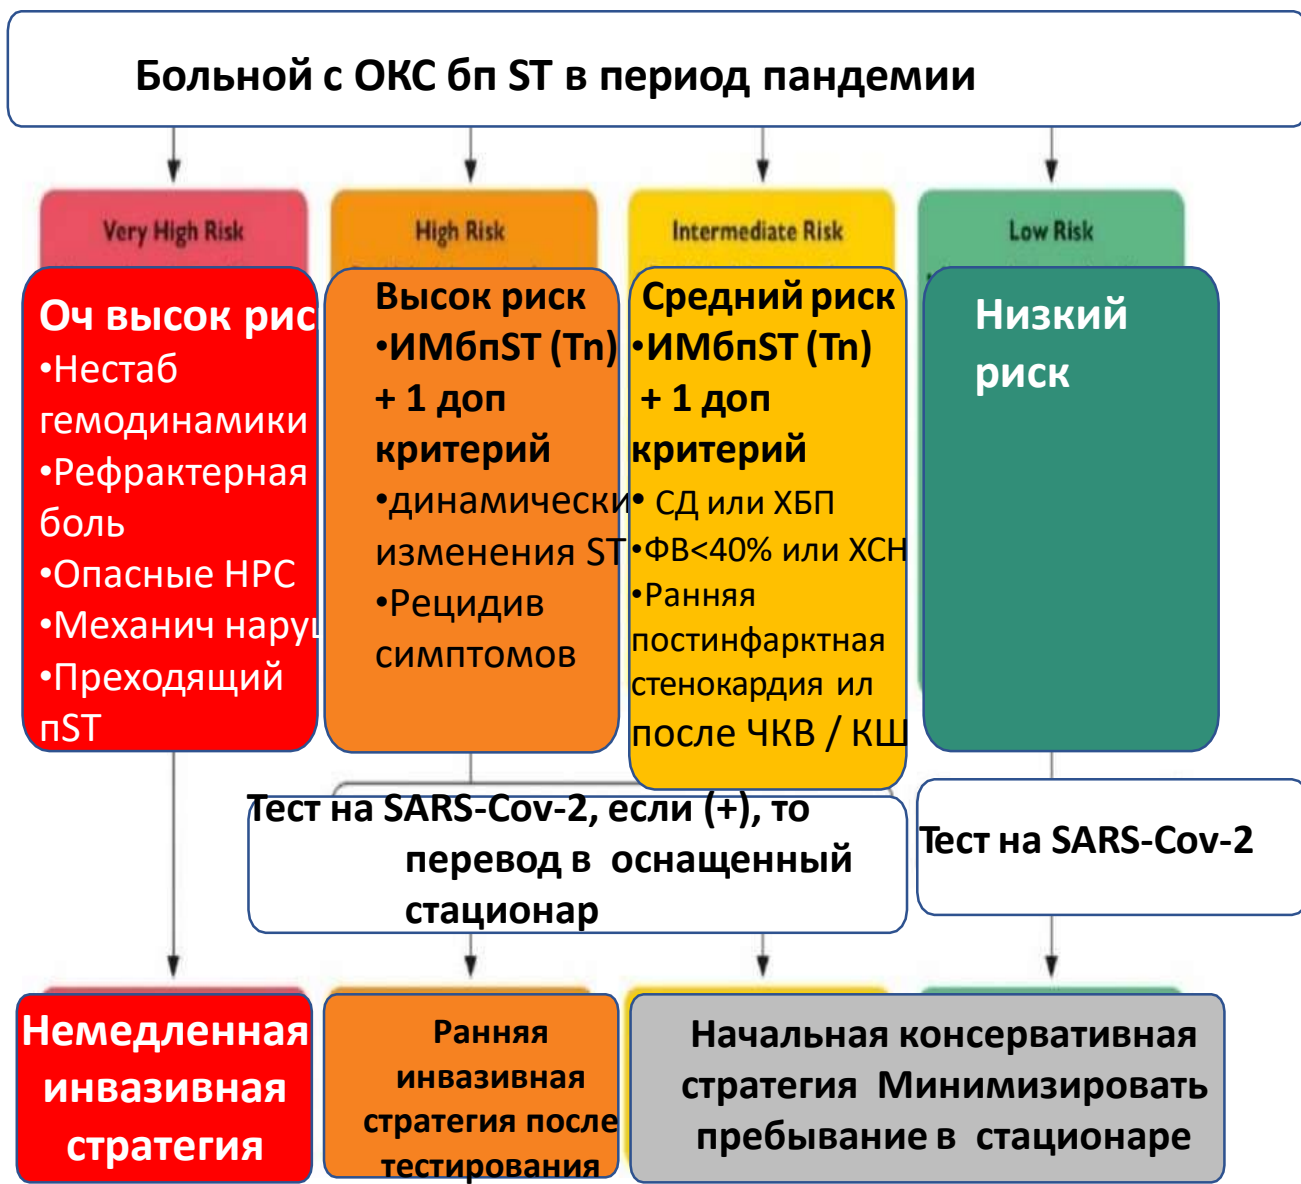 Больной с ОКС бп ST в период пандемии
Very High Risk
High Risk
Intermediate Risk
Low Risk
Оч высок рис
•Нестаб
гемодинамики
•Рефрактерная
боль
•Опасные НРС
•Механич наруш
•Преходящий
пST
Высок риск
•ИМбпST (Tn)
+ 1 доп
критерий
•динамически
изменения ST
•Рецидив
симптомов
Средний риск
•ИМбпST (Tn)
+ 1 доп
критерий
• СД или ХБП
•ФВ<40% или ХСН
•Ранняя
постинфарктная
стенокардия ил
после ЧКВ / КШ
Низкий
риск
Тест на SARS-Cov-2, если (+), то
перевод в оснащенный
стационар
Тест на SARS-Cov-2
Немедленная
инвазивная
стратегия
Ранняя
инвазивная
стратегия после
тестирования
Начальная консервативная
стратегия Минимизировать
пребывание в стационаре